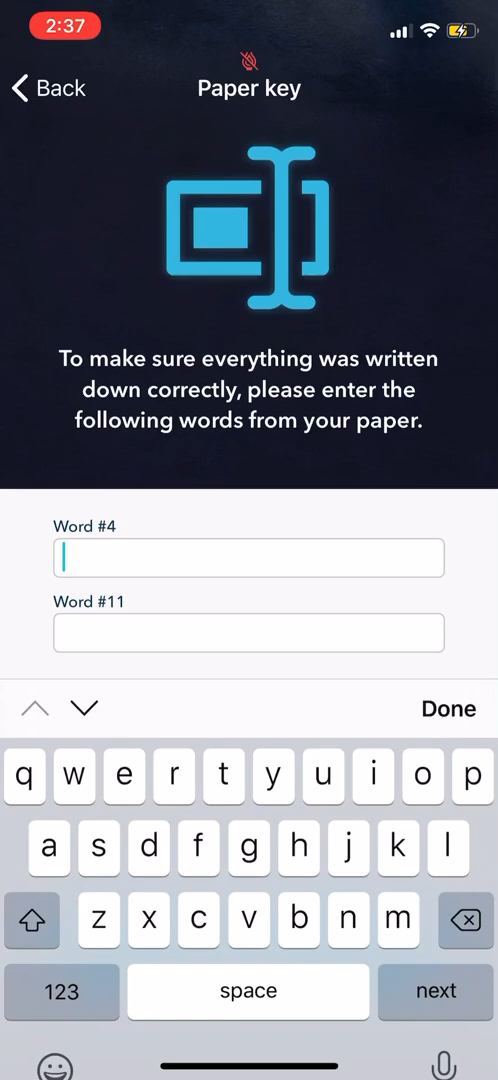 2:37
Back
Paper key
To make sure everything was written
down correctly, please enter the
following words from your paper.
Word #4
Word #11
Done
q w e r t y u i o p
a s d f g h j k l
z x c v b n m
123 space next